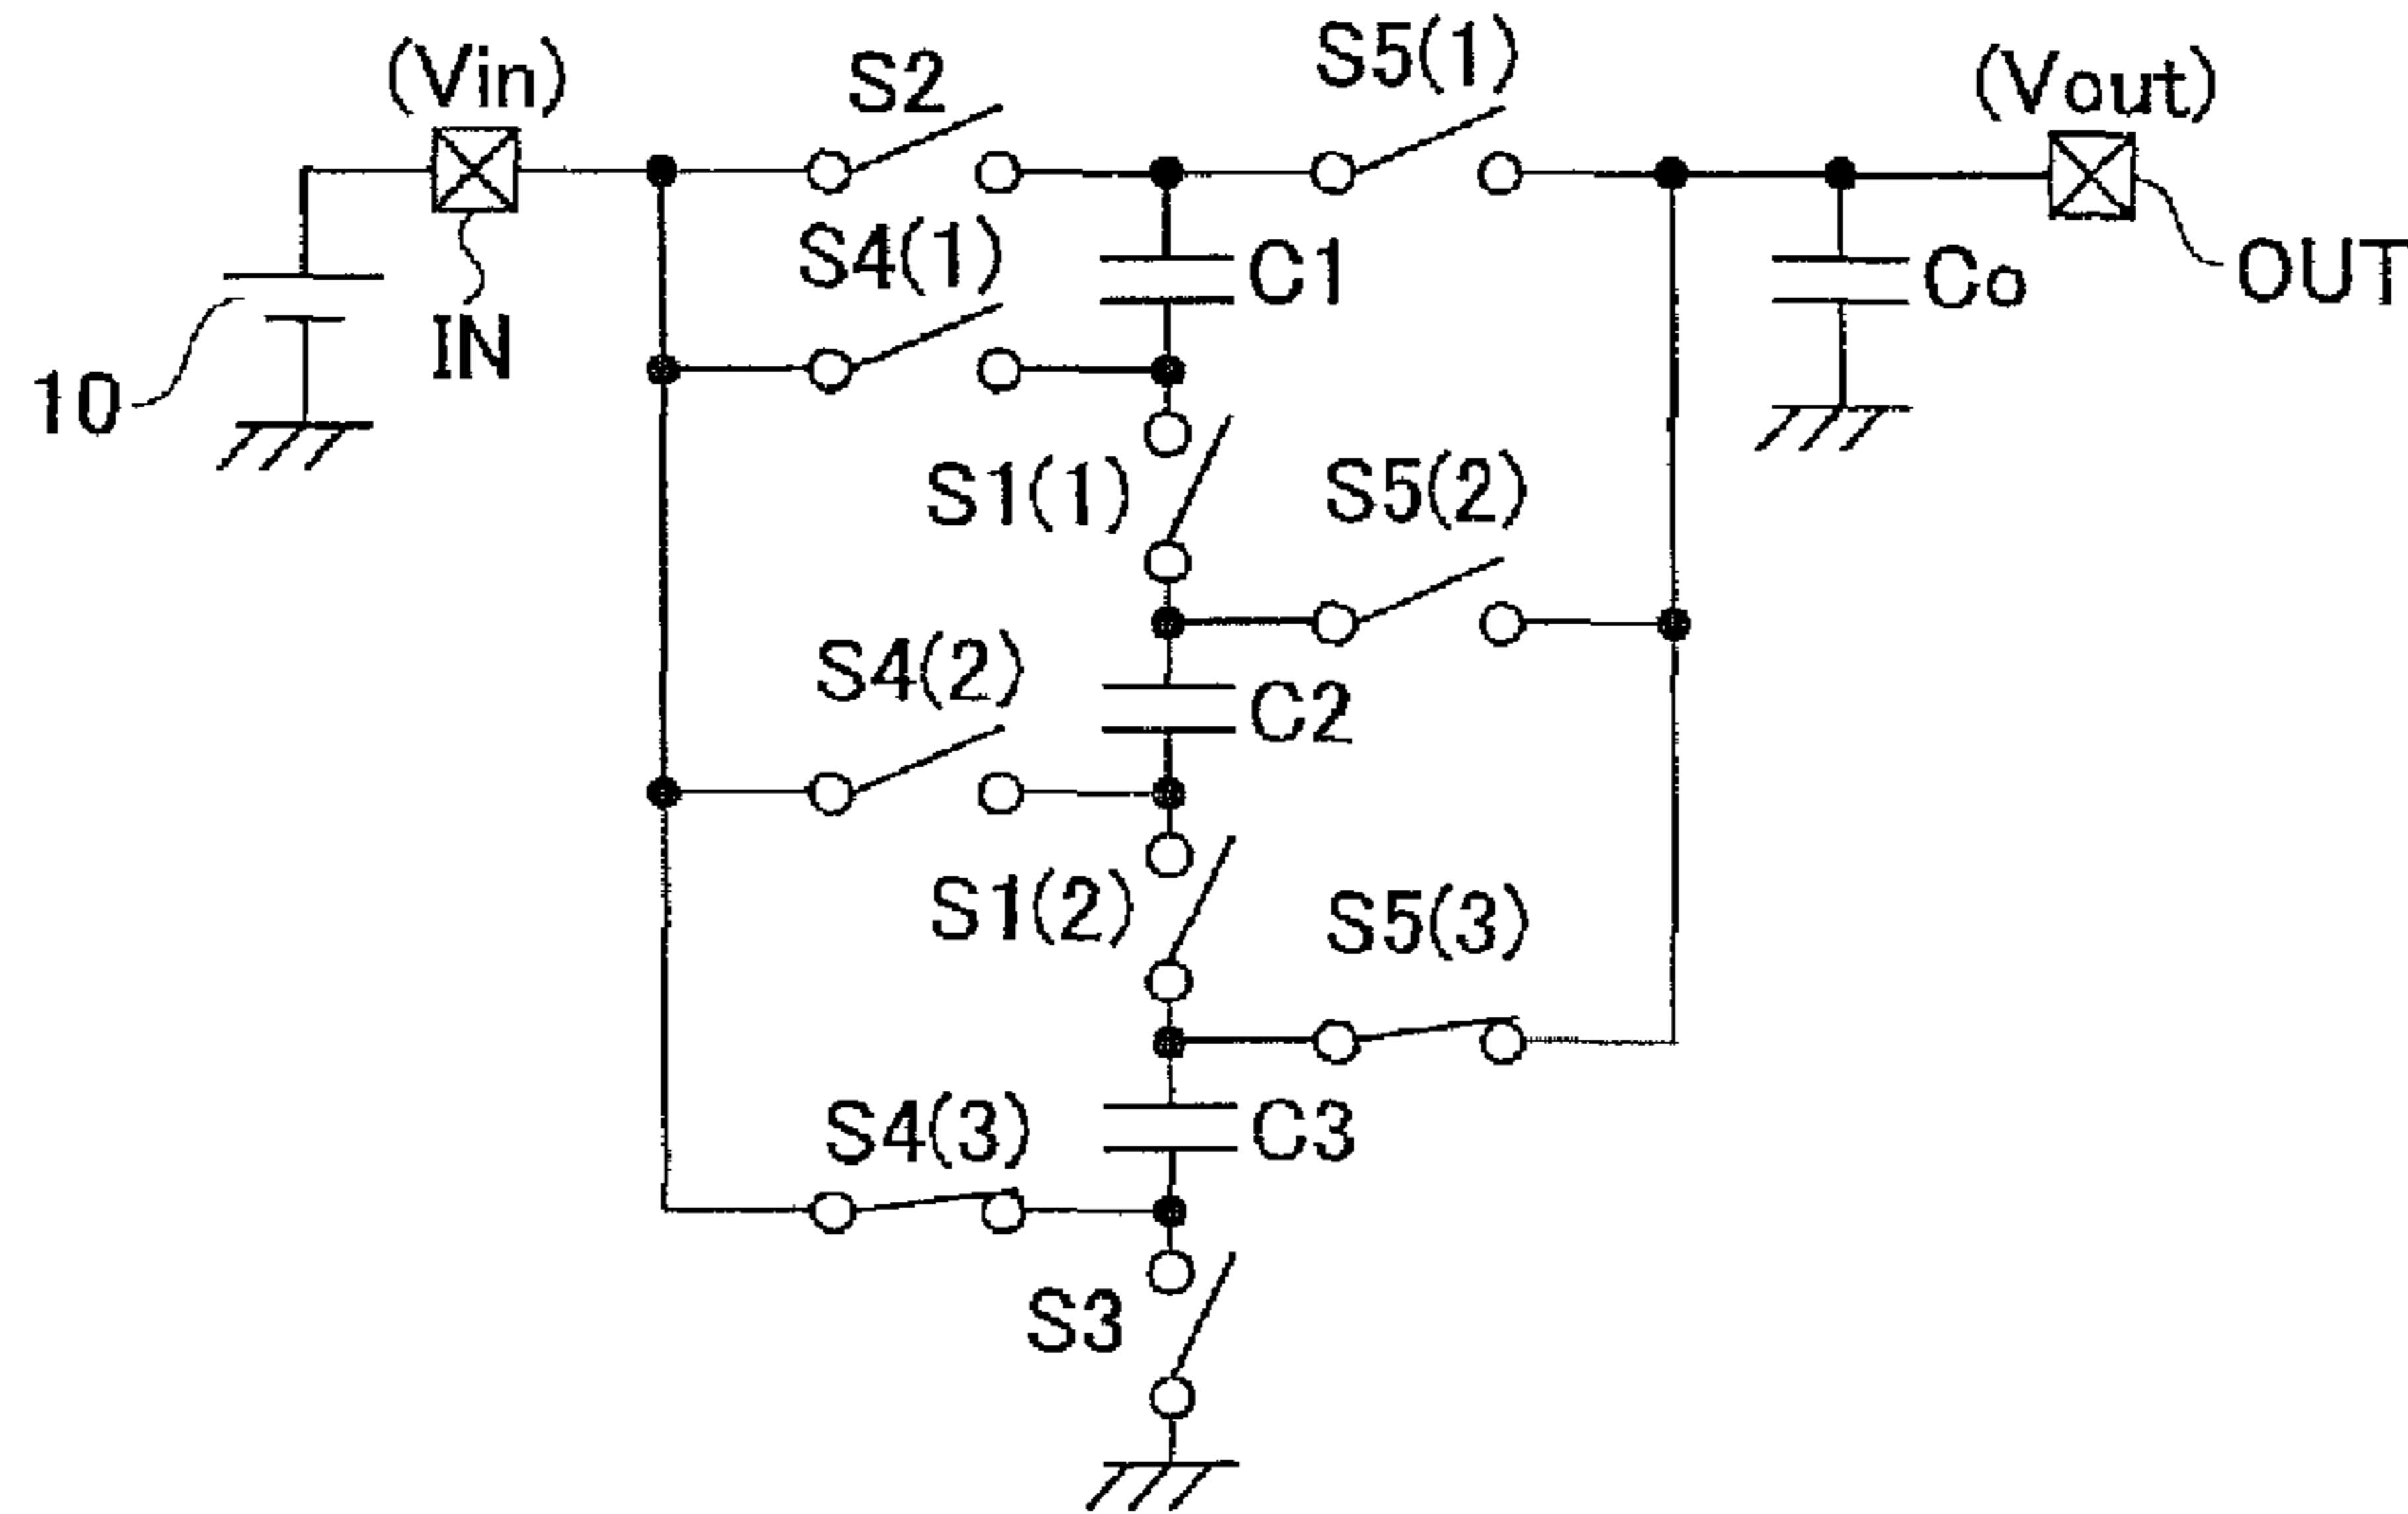 (Vin)
S2
S5(1)
(Vout)
S4(1)
C1
Co
OUT
IN
10
S1(1)
S5(2)
S4(2)
C2
S1(2)
S5(3)
S4(3)
C3
S3